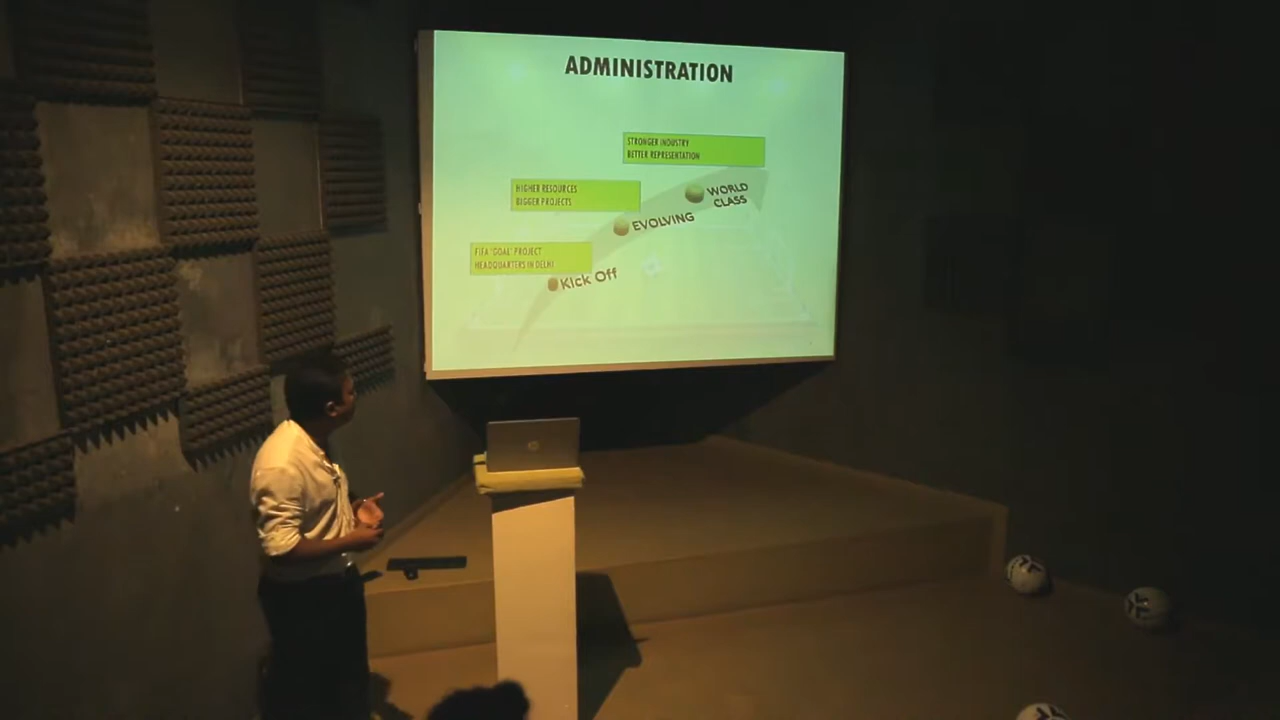 ADMINISTRATION
STRONGER INDUSTRY
BETTER REPRESENTATION
HIGHER RESOURCES
BIGGER PROJECTS
WORLD
CLASS
EVOLVING
FIFA 'GOAL' PROJECT
HEADQUARTERS IN DELHI
Kick Off